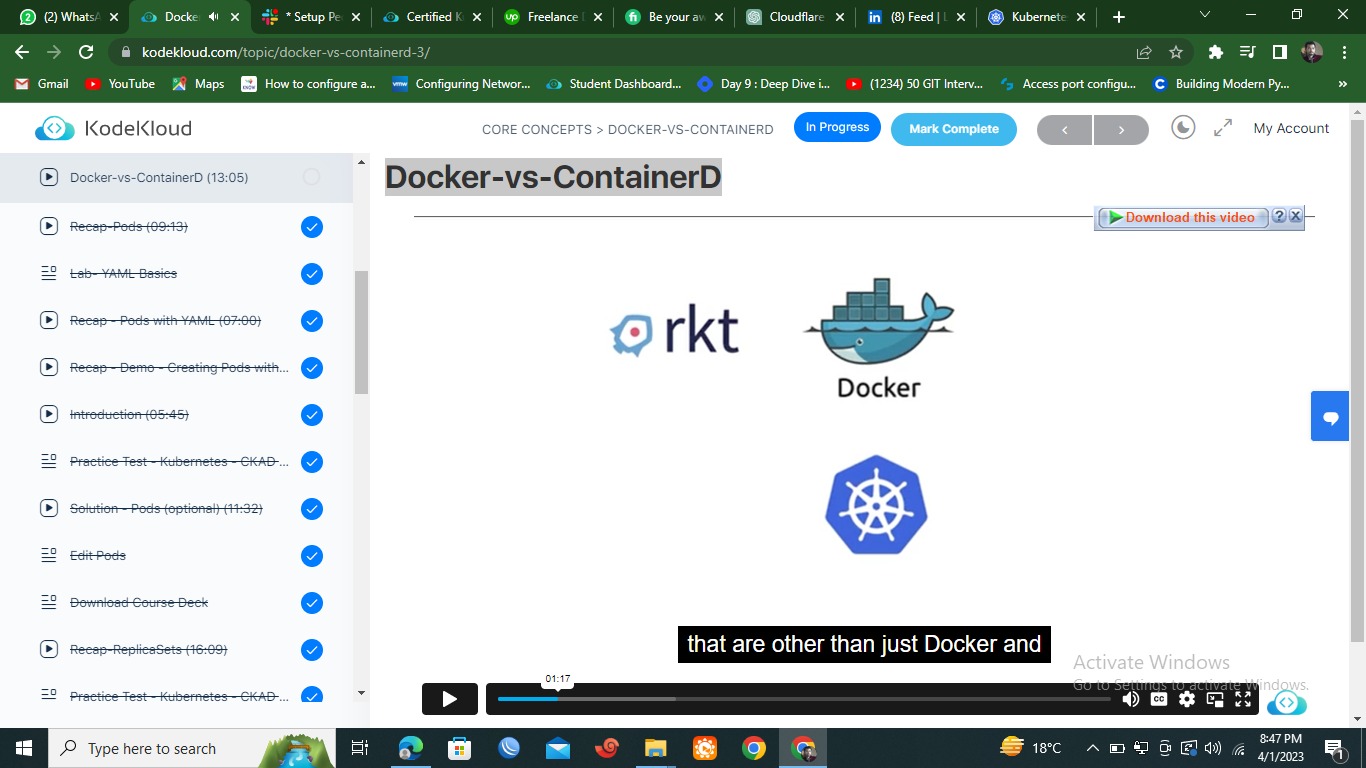 (2) WhatsA
Docke
* Setup Pe
Certified K
Freelance
Be your aw
Cloudflare
(8) Feed | L
Kubernete
kodekloud.com/topic/docker-vs-containerd-3/
Gmail
YouTube
Maps
How to configure a...
Configuring Networ...
Student Dashboard...
Day 9 : Deep Dive i...
(1234) 50 GIT Interv...
Access port configu...
Building Modern Py...
KodeKloud
CORE CONCEPTS > DOCKER-VS-CONTAINERD
In Progress
Mark Complete
My Account
Docker-vs-ContainerD (13:05)
Recap-Pods (09:13)
Lab- YAML Basics
Recap - Pods with YAML (07:00)
Recap - Demo - Creating Pods with...
Introduction (05:45)
Practice Test - Kubernetes - CKAD ...
Solution - Pods (optional) (11:32)
Edit Pods
Download Course Deck
Recap-ReplicaSets (16:09)
Practice Test - Kubernetes - CKAD ...
Docker-vs-ContainerD
Download this video
rkt
Docker
that are other than just Docker and
Activate Windows
Go to Settings to activate Windows.
01:17
CC
Type here to search
18°C
8:47 PM
4/1/2023
1